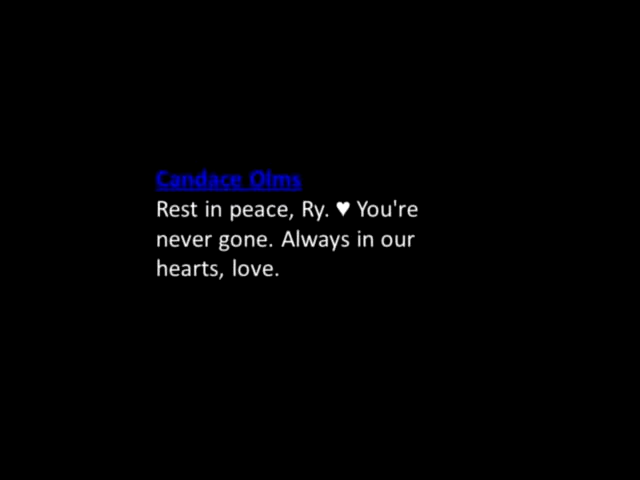 Candace Olms
Rest in peace, Ry. ♥ You're
never gone. Always in our
hearts, love.